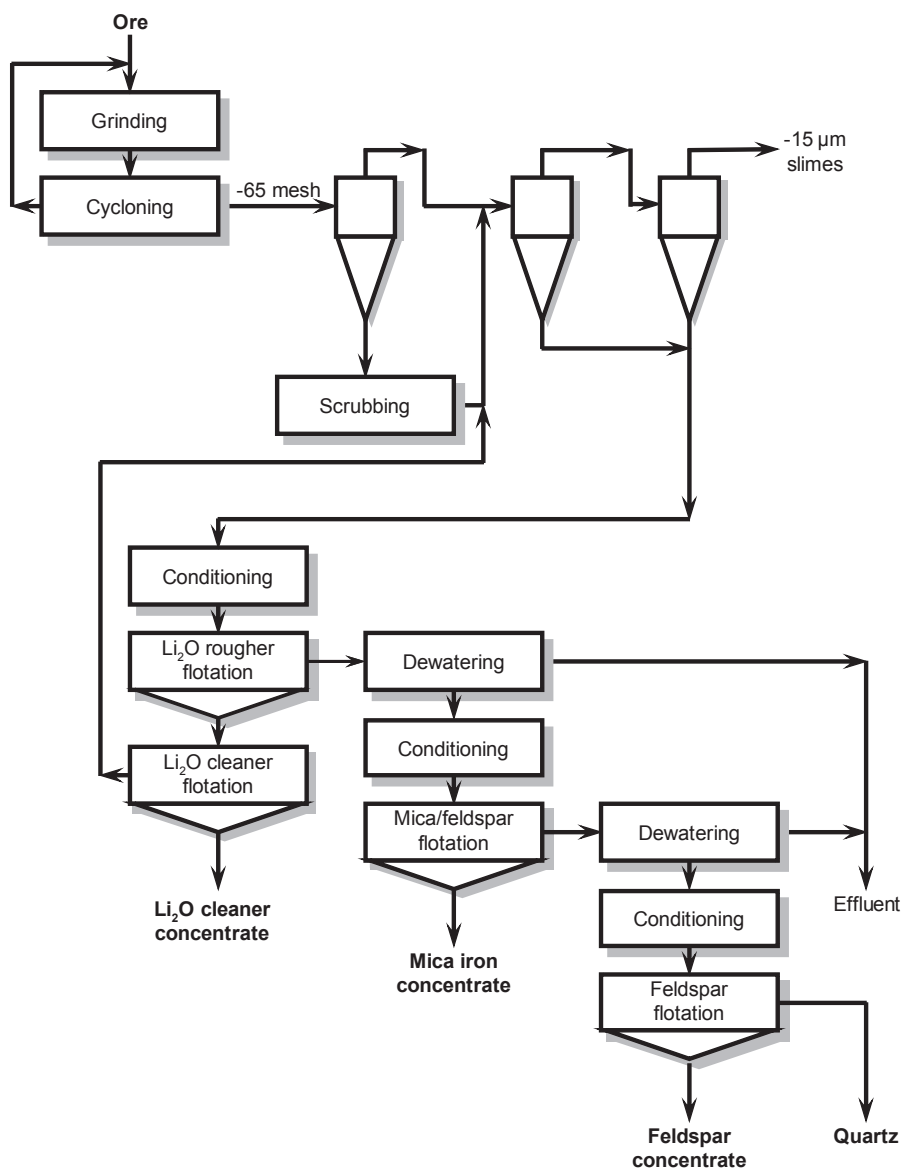 Ore
Grinding
Cycloning
-65 mesh
-15 µm
slimes
Scrubbing
Conditioning
Li₂O rougher
flotation
Dewatering
Li₂O cleaner
flotation
Conditioning
Mica/feldspar
flotation
Dewatering
Li₂O cleaner
concentrate
Conditioning
Effluent
Mica iron
concentrate
Feldspar
flotation
Feldspar
concentrate
Quartz